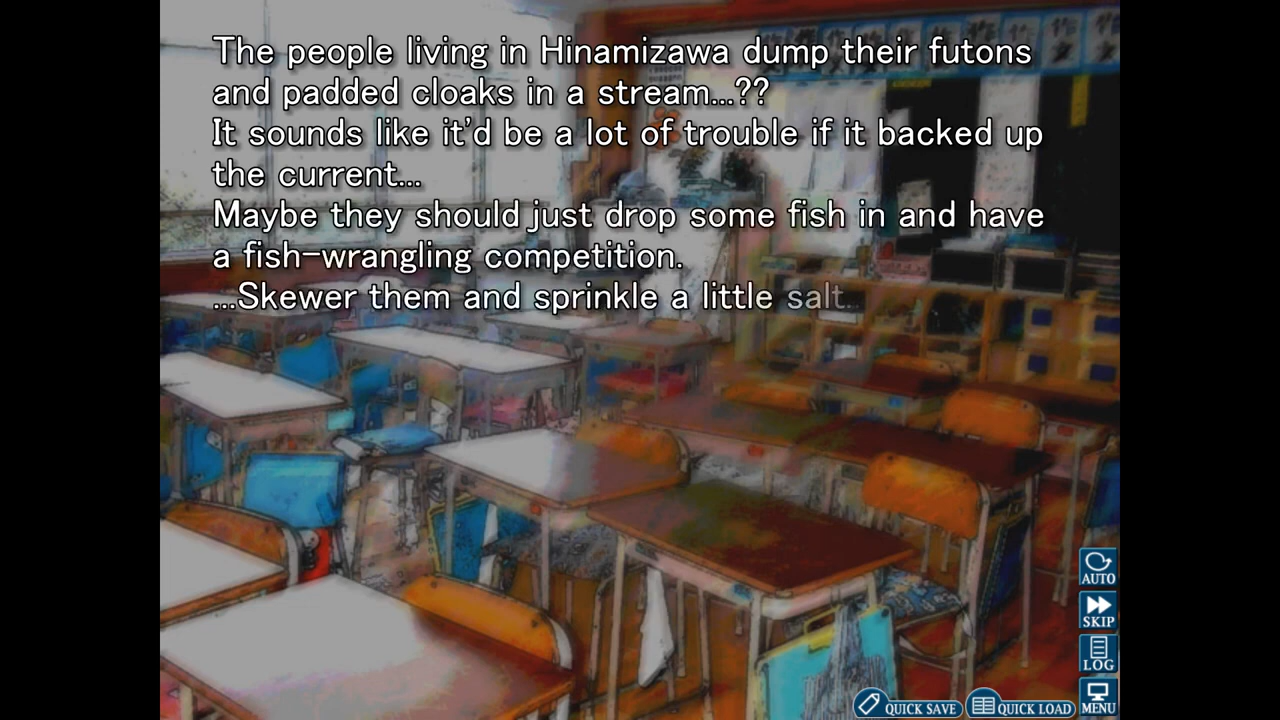 The people living in Hinamizawa dump their futons
and padded cloaks in a stream...??
It sounds like it'd be a lot of trouble if it backed up
the current...
Maybe they should just drop some fish in and have
a fish-wrangling competition.
...Skewer them and sprinkle a little salt.
AUTO
SKIP
LOG
QUICK SAVE
QUICK LOAD
MENU